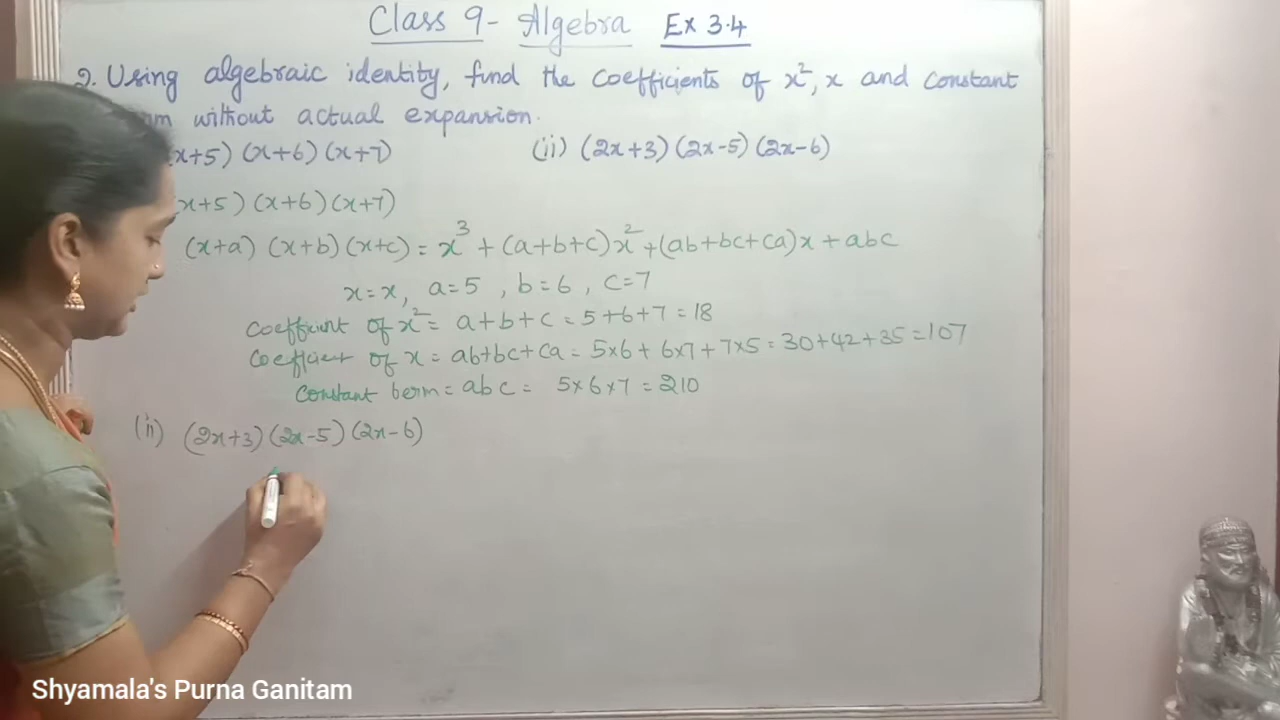 Class 9- Algebra Ex 3.4
2. Using algebraic identity, find the coefficients of x², x and constant
without actual expansion.
x+5) (x+6) (x+7) (ii) (2x+3) (2x-5) (2x-6)
x+5) (x+6) (x+7)
(x+a) (x+b) (x+c) = x³ + (a+b+c)x² + (ab+bc+ca)x + abc
x=x, a=5 , b=6 , c=7
Coefficient of x² = a+b+c = 5+6+7 = 18
Coefficient of x = ab+bc+ca = 5×6 + 6×7 + 7×5 = 30+42+35 = 107
Constant term = abc = 5×6×7 = 210
(ii) (2x+3) (2x-5) (2x-6)
Shyamala's Purna Ganitam